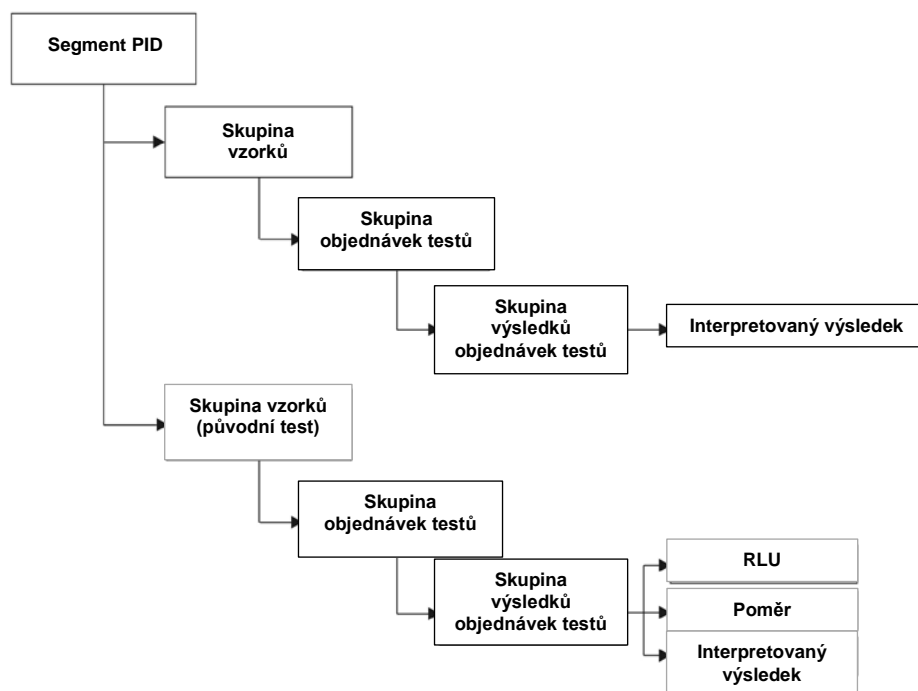 Segment PID
Skupina
vzorků
Skupina
objednávek testů
Skupina
výsledků
objednávek testů
Interpretovaný výsledek
Skupina vzorků
(původní test)
Skupina
objednávek testů
Skupina
výsledků
objednávek testů
RLU
Poměr
Interpretovaný
výsledek